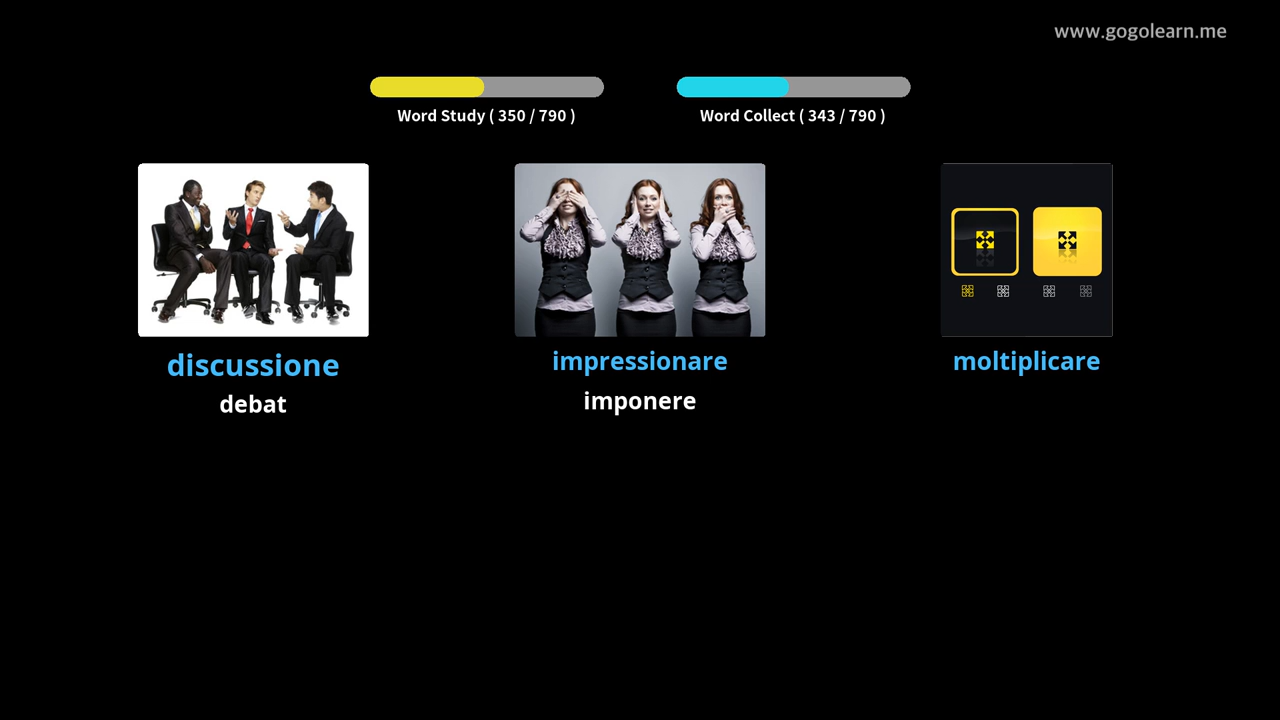 www.gogolearn.me
Word Study ( 350 / 790 )
Word Collect ( 343 / 790 )
discussione
impressionare
moltiplicare
debat
imponere